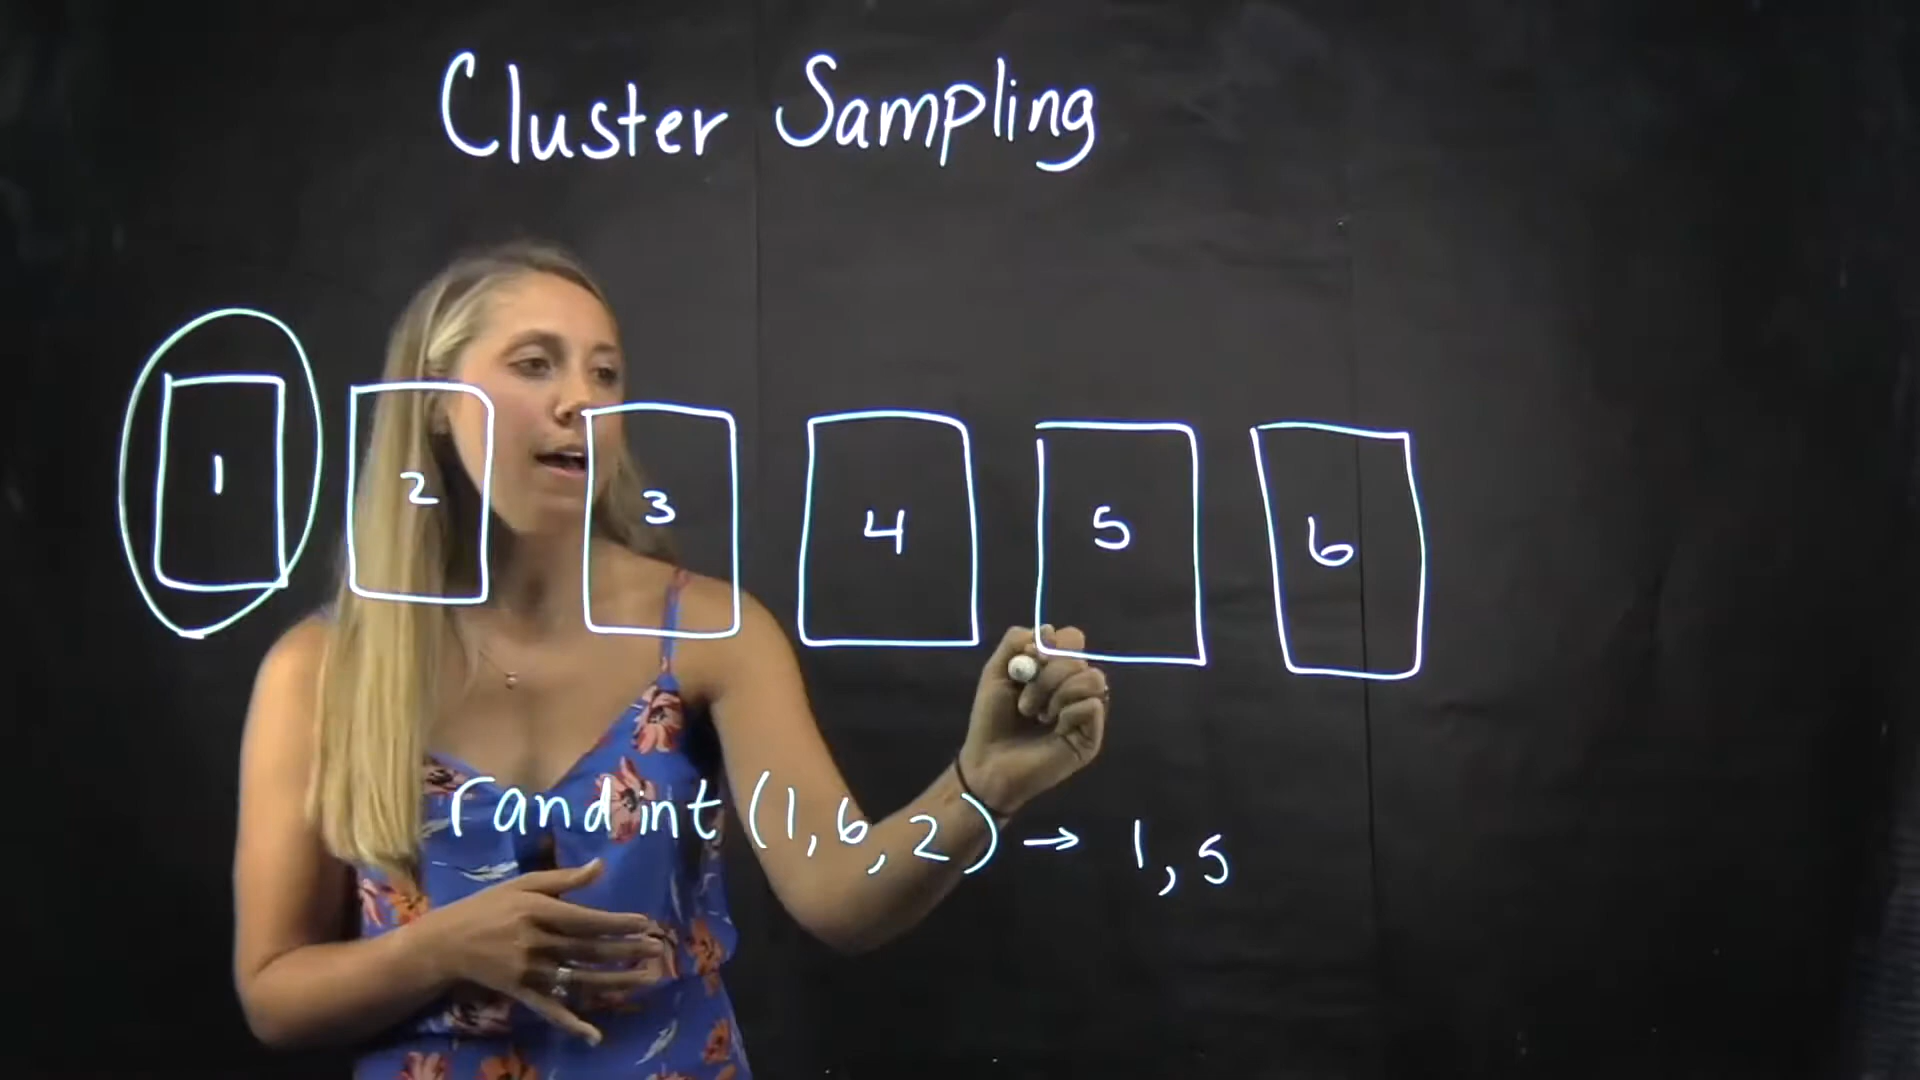 Cluster Sampling
1 2 3 4 5 6
randint (1,6,2) → 1,5